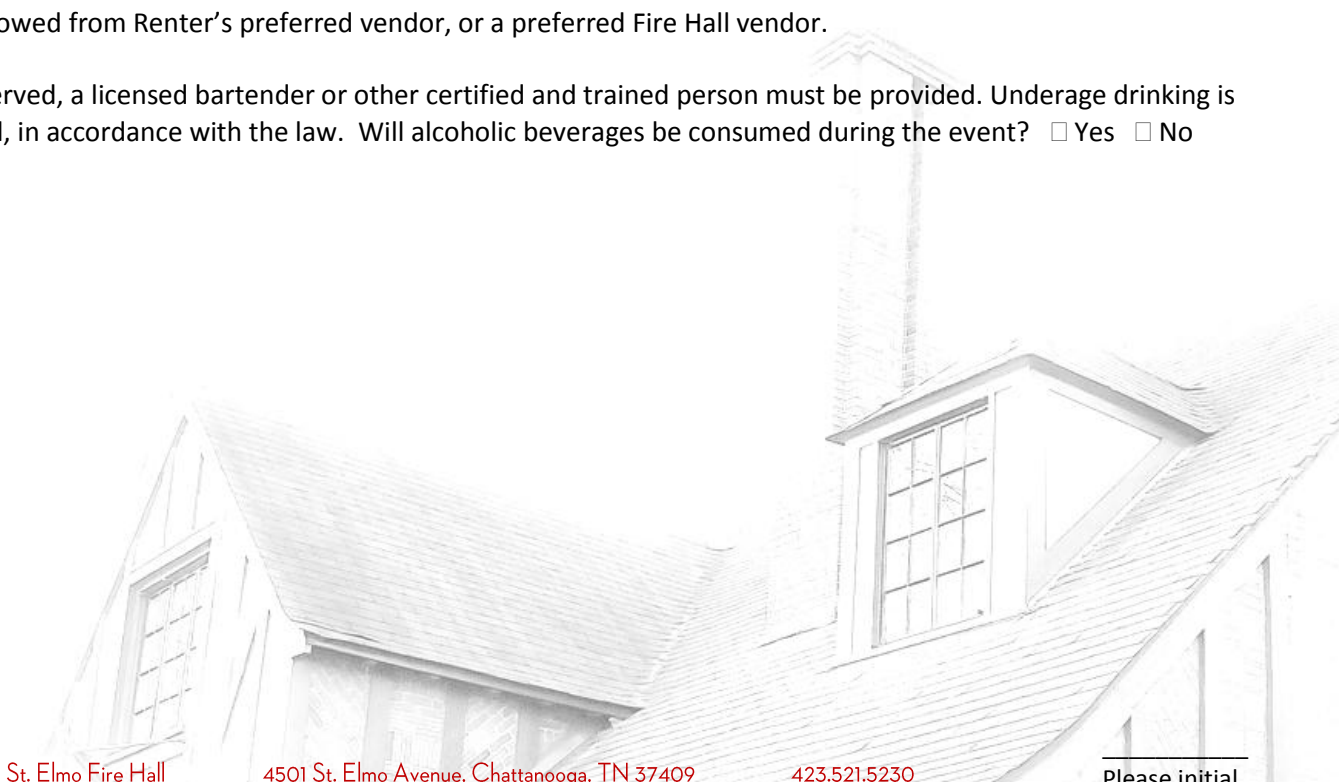 owed from Renter’s preferred vendor, or a preferred Fire Hall vendor.
erved, a licensed bartender or other certified and trained person must be provided. Underage drinking is
, in accordance with the law.  Will alcoholic beverages be consumed during the event?  ☐ Yes  ☐ No
St. Elmo Fire Hall 4501 St. Elmo Avenue, Chattanooga, TN 37409 423.521.5230
Please initial